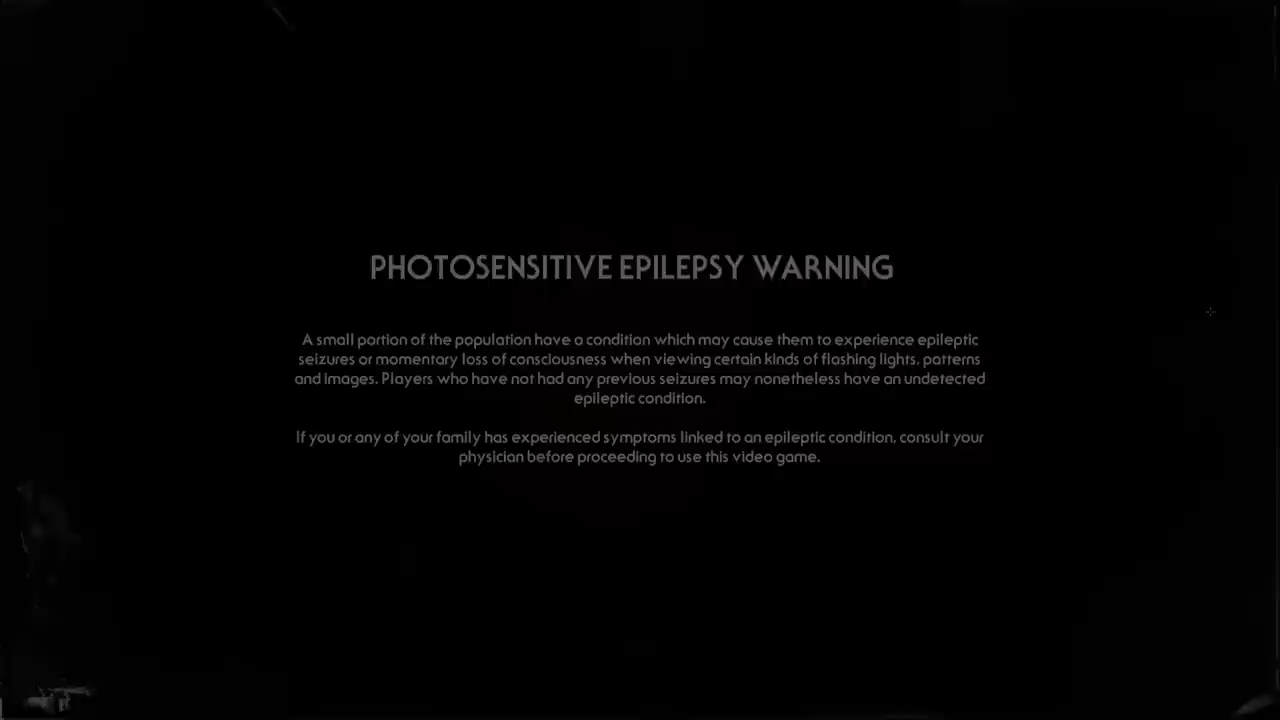 PHOTOSENSITIVE EPILEPSY WARNING
A small portion of the population have a condition which may cause them to experience epileptic
seizures or momentary loss of consciousness when viewing certain kinds of flashing lights, patterns
and images. Players who have not had any previous seizures may nonetheless have an undetected
epileptic condition.
If you or any of your family has experienced symptoms linked to an epileptic condition, consult your
physician before proceeding to use this video game.